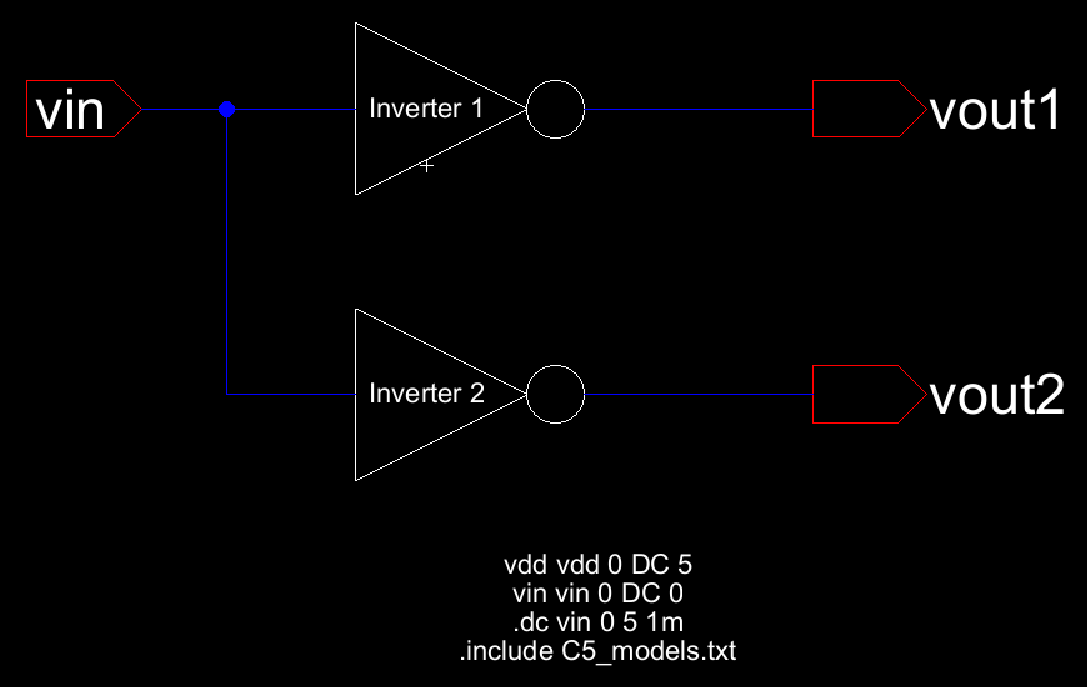 vin
Inverter 1
vout1
Inverter 2
vout2
vdd vdd 0 DC 5
vin vin 0 DC 0
.dc vin 0 5 1m
.include C5_models.txt